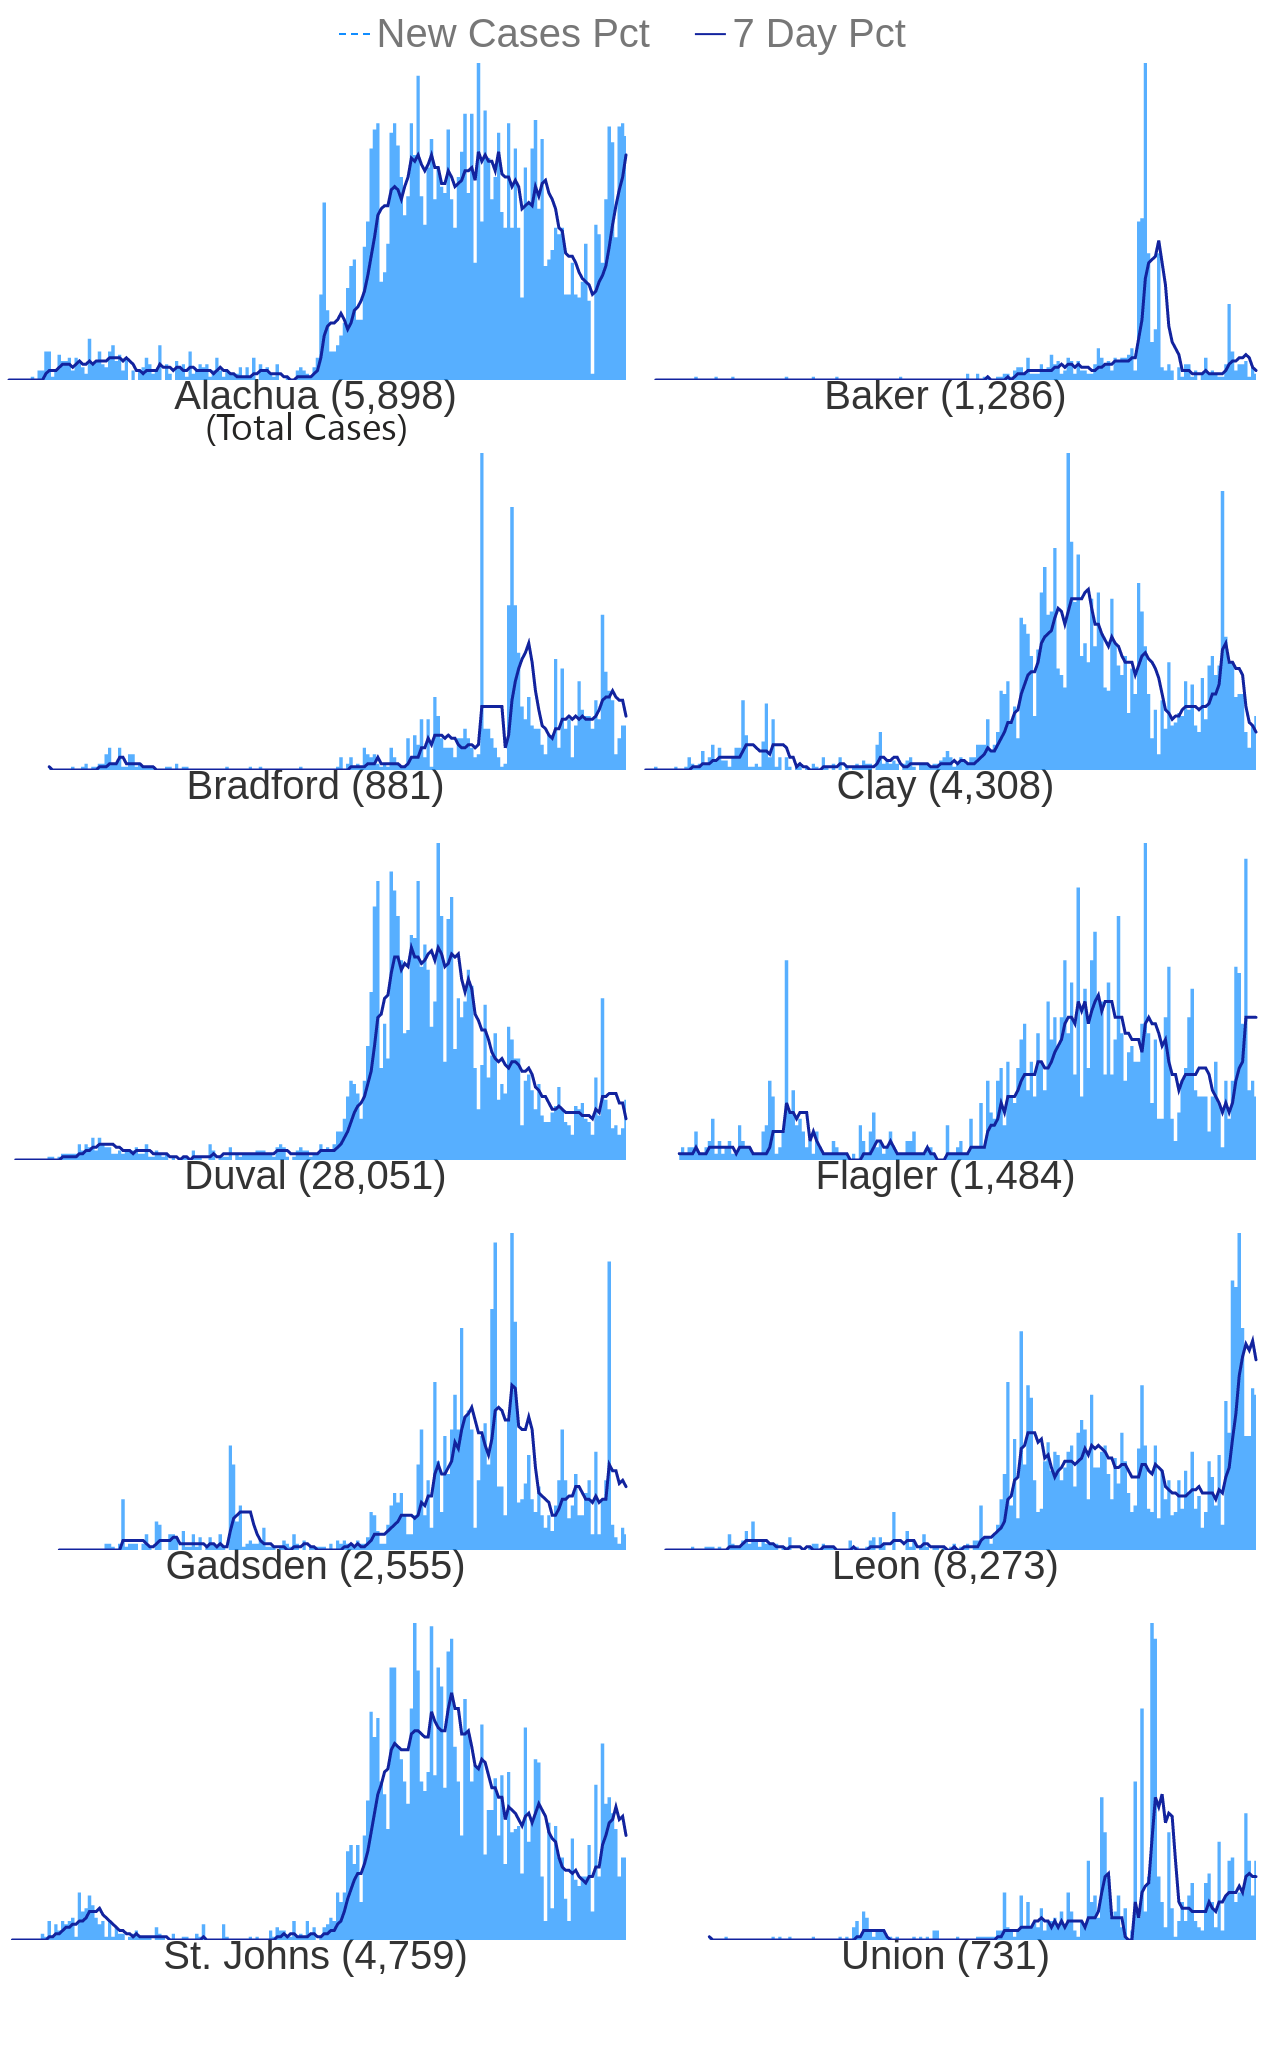 New Cases Pct 7 Day Pct
Alachua (5,898) Baker (1,286)
(Total Cases)
Bradford (881) Clay (4,308)
Duval (28,051) Flagler (1,484)
Gadsden (2,555) Leon (8,273)
St. Johns (4,759) Union (731)